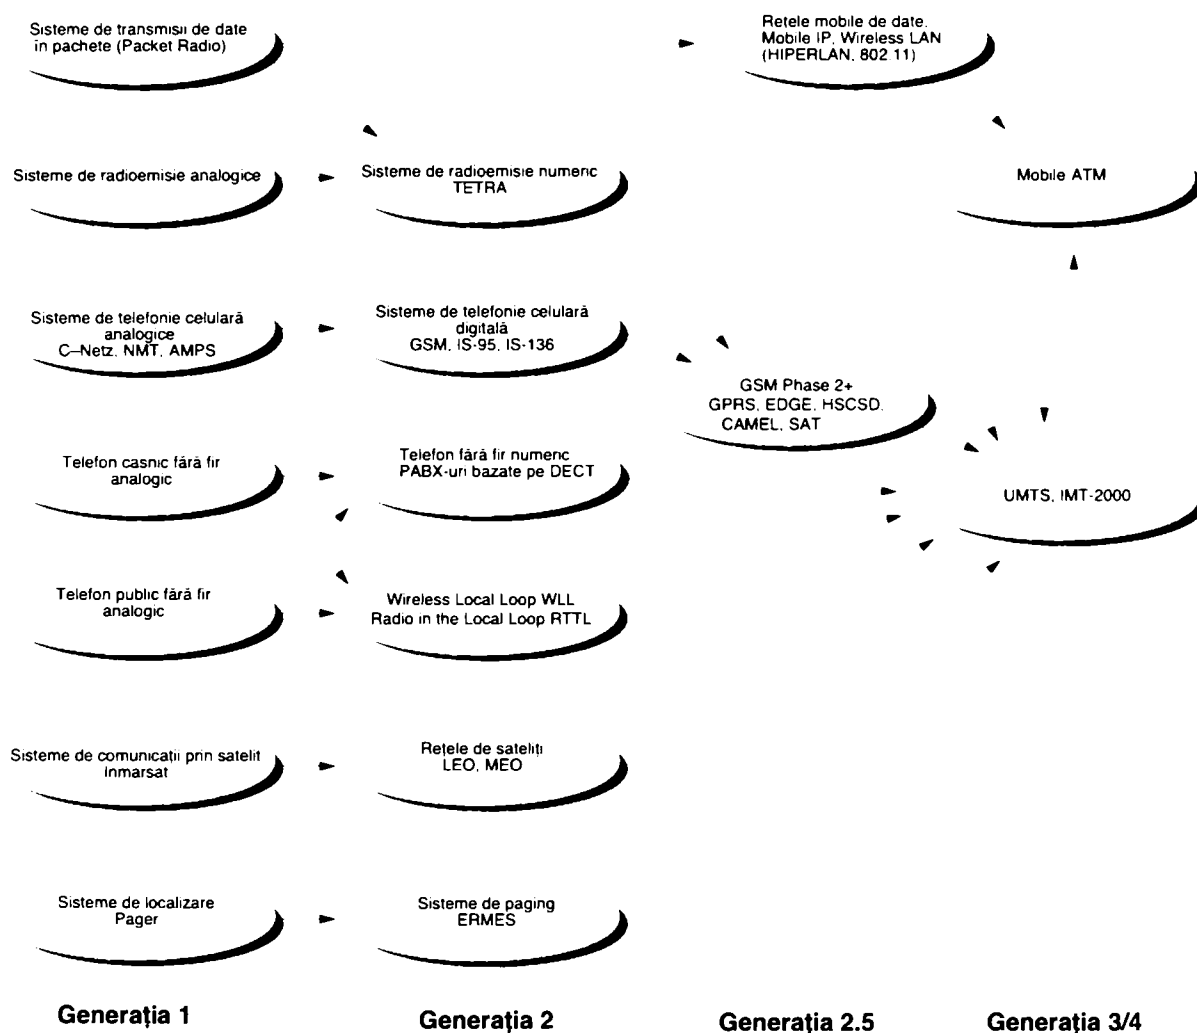 Sisteme de transmisii de date
în pachete (Packet Radio)
Rețele mobile de date.
Mobile IP, Wireless LAN
(HIPERLAN, 802.11)
Sisteme de radioemisie analogice
Sisteme de radioemisie numeric
TETRA
Mobile ATM
Sisteme de telefonie celulară
analogice
C–Netz, NMT, AMPS
Sisteme de telefonie celulară
digitală
GSM, IS-95, IS-136
GSM Phase 2+
GPRS, EDGE, HSCSD,
CAMEL, SAT
Telefon casnic fără fir
analogic
Telefon fără fir numeric
PABX-uri bazate pe DECT
UMTS, IMT-2000
Telefon public fără fir
analogic
Wireless Local Loop WLL
Radio in the Local Loop RTTL
Sisteme de comunicații prin satelit
Inmarsat
Rețele de sateliți
LEO, MEO
Sisteme de localizare
Pager
Sisteme de paging
ERMES
Generația 1
Generația 2
Generația 2.5
Generația 3/4